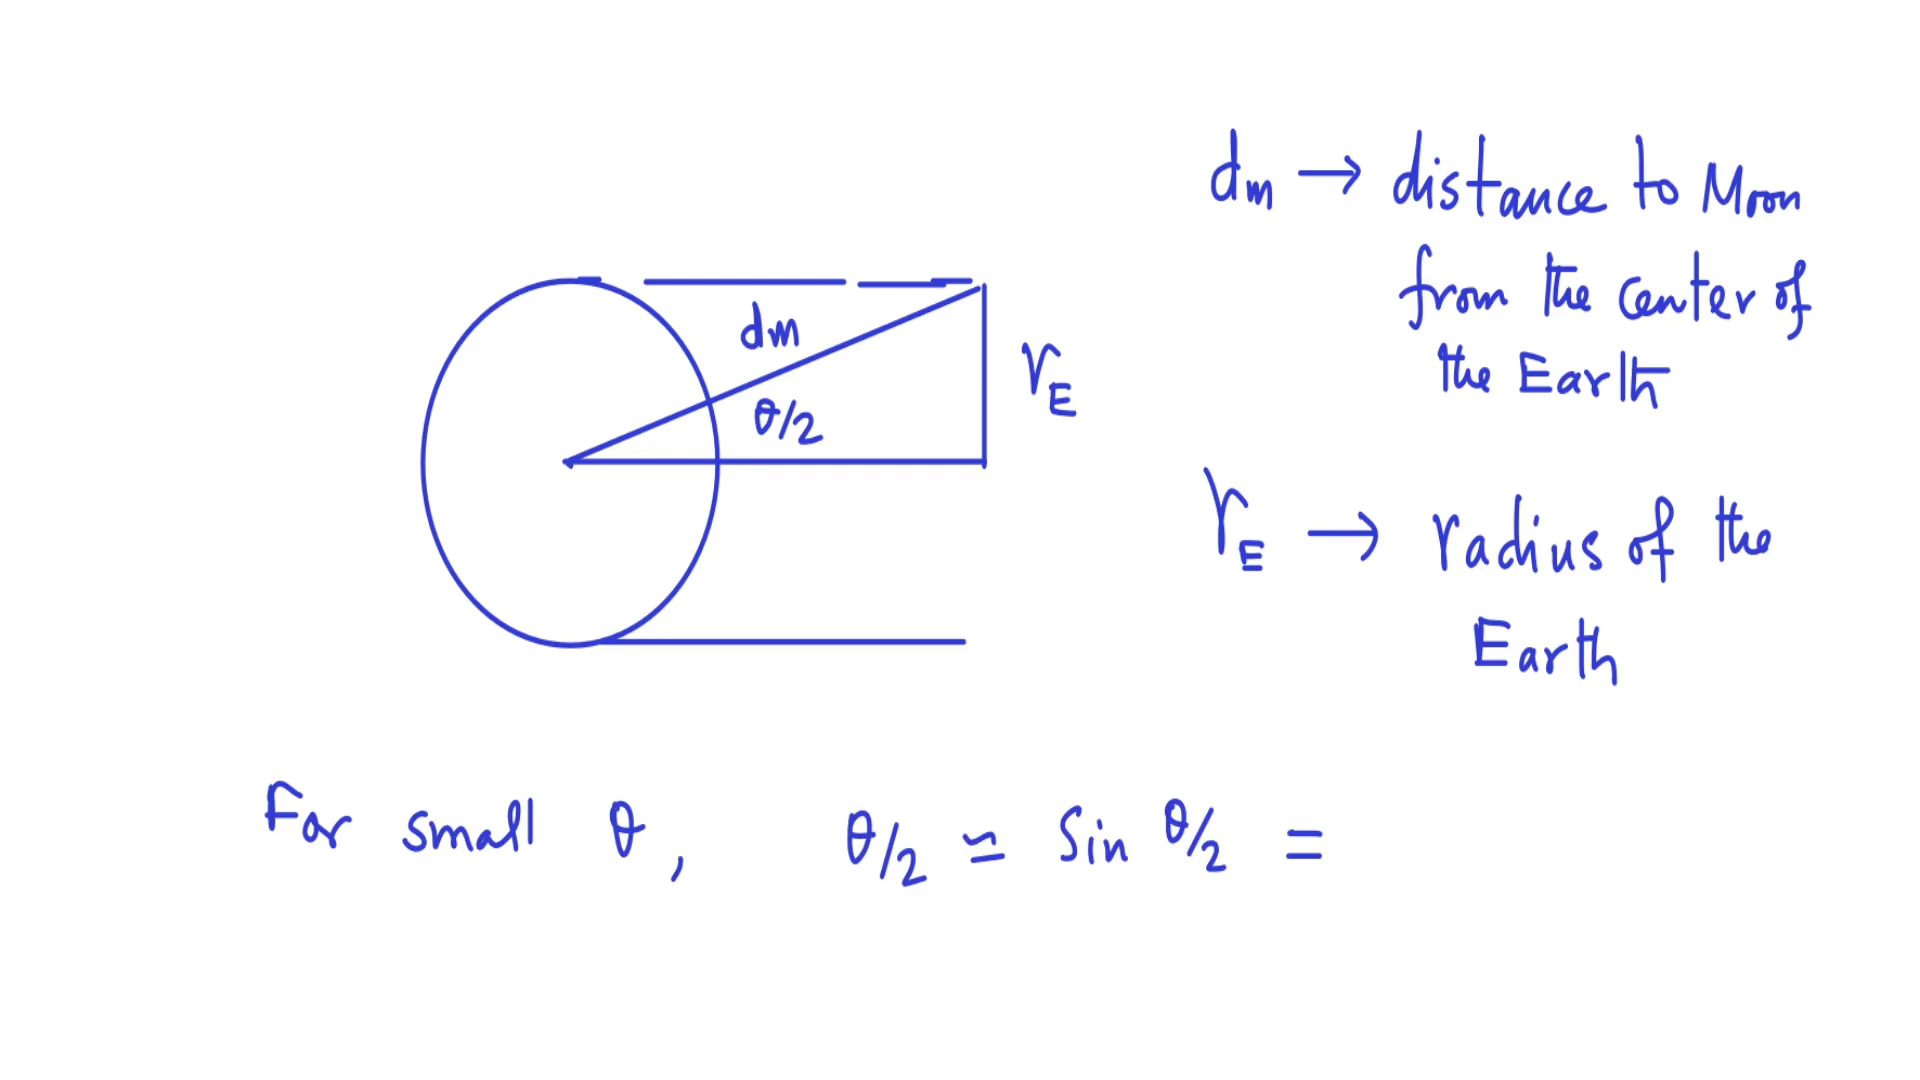 dm → distance to Moon
from the center of
the Earth
dm
θ/2
rE
rE → radius of the
Earth
For small θ, θ/2 ≃ Sin θ/2 =